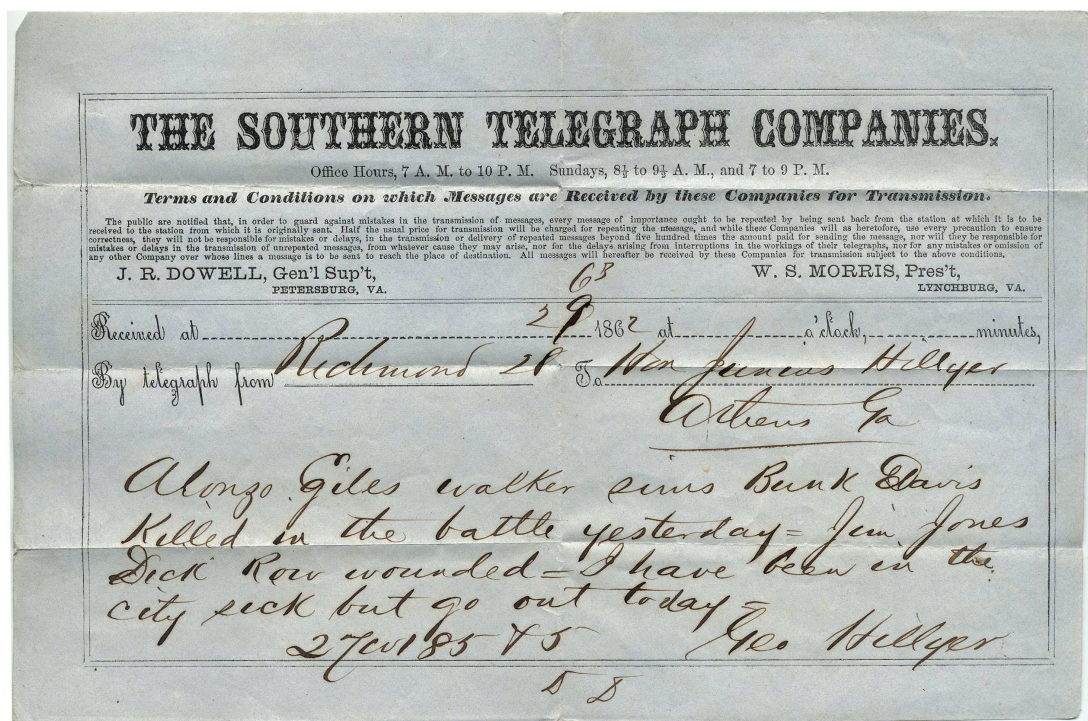 THE SOUTHERN TELEGRAPH COMPANIES.
Office Hours, 7 A. M. to 10 P. M. Sundays, 8½ to 9½ A. M., and 7 to 9 P. M.
Terms and Conditions on which Messages are Received by these Companies for Transmission.
The public are notified that, in order to guard against mistakes in the transmission of messages, every message of importance ought to be repeated by being sent back from the station at which it is to be
received to the station from which it is originally sent. Half the usual price for transmission will be charged for repeating the message, and while these Companies will as heretofore, use every precaution to ensure
correctness, they will not be responsible for mistakes or delays, in the transmission or delivery of repeated messages beyond five hundred times the amount paid for sending the message, nor will they be responsible for
mistakes or delays in the transmission of unrepeated messages, from whatever cause they may arise, nor for the delays arising from interruptions in the workings of their telegraphs, nor for any mistakes or omission of
any other Company over whose lines a message is to be sent to reach the place of destination. All messages will hereafter be received by these Companies for transmission subject to the above conditions.
J. R. DOWELL, Gen'l Sup't, W. S. MORRIS, Pres't,
PETERSBURG, VA. LYNCHBURG, VA.
63
Received at 29 1862 at o'clock, minutes,
By telegraph from Richmond 28 To Hon Junius Hillyer
Athens Ga
Alonzo Giles walker sims Bunk Davis
Killed in the battle yesterday = Jim Jones
Dick Row wounded = I have been in the
city sick but go out today =
Geo Hillyer